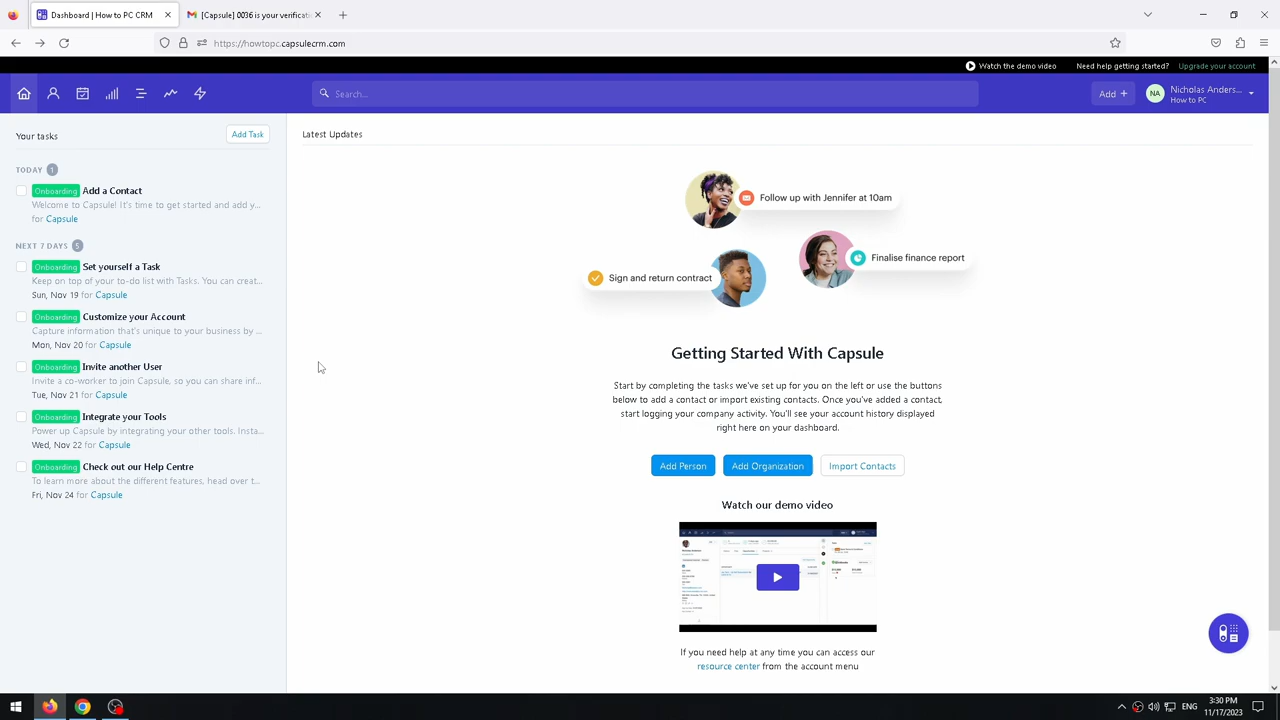 Dashboard | How to PC CRM
[Capsule] 0036 is your verificati
https://howtopc.capsulecrm.com
Watch the demo video
Need help getting started?
Upgrade your account
Search...
Add +
NA
Nicholas Anders...
How to PC
Your tasks
Add Task
Latest Updates
TODAY 1
Onboarding Add a Contact
Welcome to Capsule! It's time to get started and add y...
for Capsule
NEXT 7 DAYS 5
Onboarding Set yourself a Task
Keep on top of your to-do list with Tasks. You can creat...
Sun, Nov 19 for Capsule
Onboarding Customize your Account
Capture information that's unique to your business by ...
Mon, Nov 20 for Capsule
Onboarding Invite another User
Invite a co-worker to join Capsule, so you can share inf...
Tue, Nov 21 for Capsule
Onboarding Integrate your Tools
Power up Capsule by integrating your other tools. Insta...
Wed, Nov 22 for Capsule
Onboarding Check out our Help Centre
To learn more about the different features, head over t...
Fri, Nov 24 for Capsule
Follow up with Jennifer at 10am
Finalise finance report
Sign and return contract
Getting Started With Capsule
Start by completing the tasks we've set up for you on the left or use the buttons
below to add a contact or import existing contacts. Once you've added a contact,
start logging your company activity. You'll see your account history displayed
right here on your dashboard.
Add Person
Add Organization
Import Contacts
Watch our demo video
If you need help at any time you can access our
resource center from the account menu
ENG
3:30 PM
11/17/2023